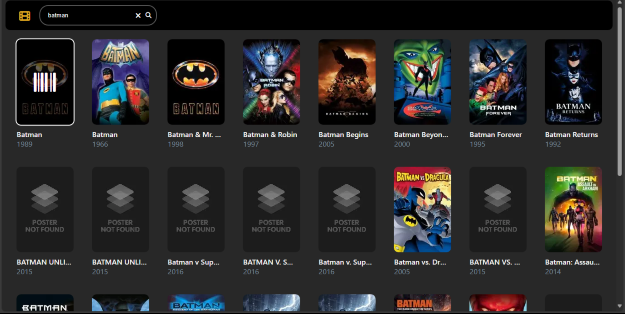 batman
BATMAN
BATMAN
BATMAN
BATMAN & ROBIN
BATMAN BEGINS
BATMAN FOREVER
BATMAN RETURNS
Batman
Batman
Batman & Mr. ...
Batman & Robin
Batman Begins
Batman Beyon...
Batman Forever
Batman Returns
1989
1966
1998
1997
2005
2000
1995
1992
POSTER NOT FOUND
POSTER NOT FOUND
POSTER NOT FOUND
POSTER NOT FOUND
POSTER NOT FOUND
BATMAN VS DRACULA
POSTER NOT FOUND
BATMAN
ASSAULT ON ARKHAM
BATMAN UNLI...
BATMAN UNLI...
Batman v Sup...
BATMAN V. S...
Batman v. Sup...
Batman vs. Dr...
BATMAN VS. ...
Batman: Assau...
2015
2015
2016
2016
2016
2005
2015
2014
BATMAN
BATMAN
BATMAN